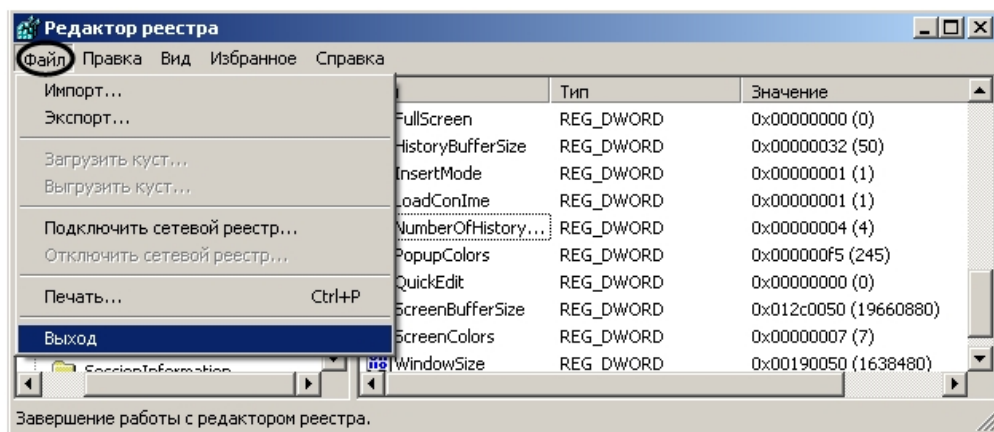 Редактор реестра
Файл Правка Вид Избранное Справка
Импорт...
Экспорт...
Загрузить куст...
Выгрузить куст...
Подключить сетевой реестр...
Отключить сетевой реестр...
Печать... Ctrl+P
Выход
SessionInformation
Тип Значение
FullScreen REG_DWORD 0x00000000 (0)
HistoryBufferSize REG_DWORD 0x00000032 (50)
InsertMode REG_DWORD 0x00000001 (1)
LoadConIme REG_DWORD 0x00000001 (1)
NumberOfHistory... REG_DWORD 0x00000004 (4)
PopupColors REG_DWORD 0x000000f5 (245)
QuickEdit REG_DWORD 0x00000000 (0)
ScreenBufferSize REG_DWORD 0x012c0050 (19660880)
ScreenColors REG_DWORD 0x00000007 (7)
WindowSize REG_DWORD 0x00190050 (1638480)
Завершение работы с редактором реестра.